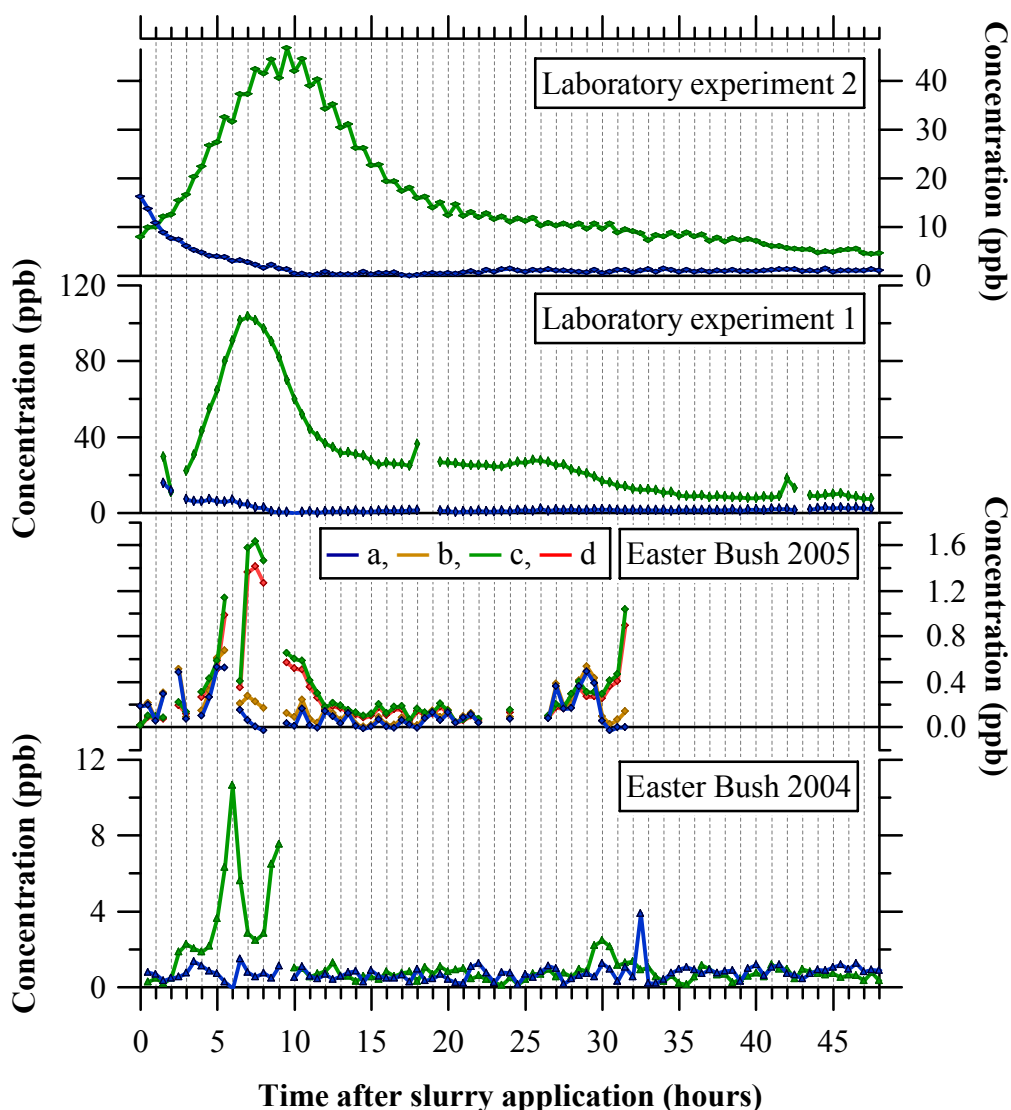 Concentration (ppb)
40
30
20
10
0
Laboratory experiment 2
Concentration (ppb)
120
80
40
0
Laboratory experiment 1
Concentration (ppb)
1.6
1.2
0.8
0.4
0.0
a, b, c, d
Easter Bush 2005
Concentration (ppb)
12
8
4
0
Easter Bush 2004
0 5 10 15 20 25 30 35 40 45
Time after slurry application (hours)